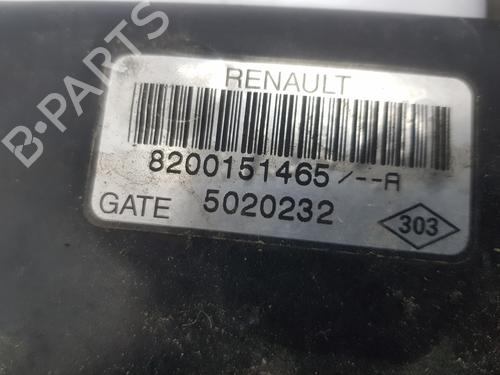 RENAULT
8200151465/--A
GATE 5020232
303
B-PARTS